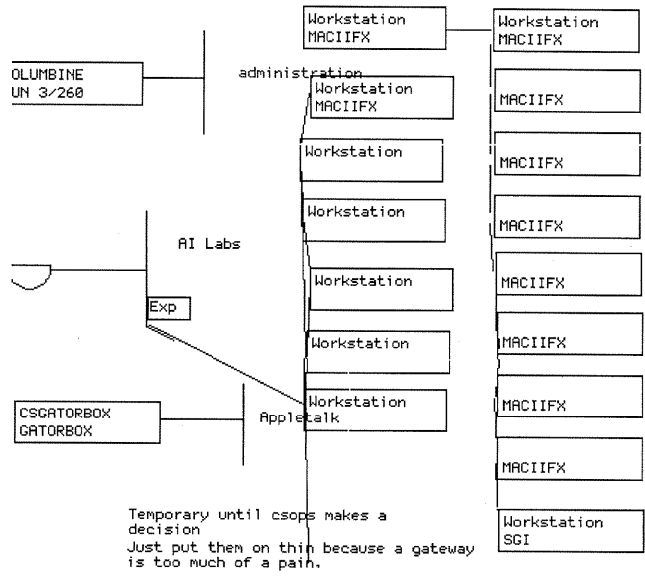 Workstation
MACIIFX
Workstation
MACIIFX
OLUMBINE
UN 3/260
administration
Workstation
MACIIFX
MACIIFX
Workstation
MACIIFX
Workstation
MACIIFX
AI Labs
Workstation
MACIIFX
Exp
Workstation
MACIIFX
CSGATORBOX
GATORBOX
Appletalk
Workstation
MACIIFX
MACIIFX
Workstation
SGI
Temporary until csops makes a
decision
Just put them on thin because a gateway
is too much of a pain.